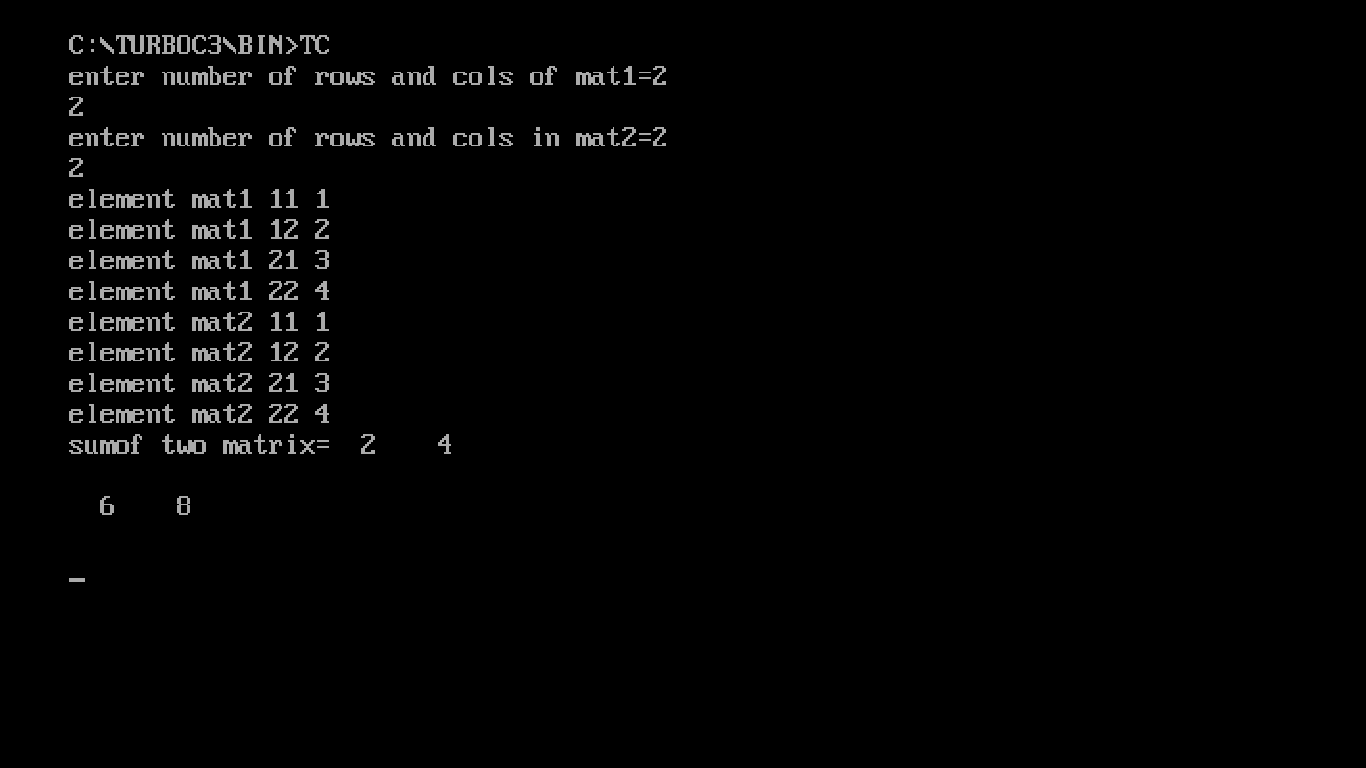 C:\TURBOC3\BIN>TC
enter number of rows and cols of mat1=2
2
enter number of rows and cols in mat2=2
2
element mat1 11 1
element mat1 12 2
element mat1 21 3
element mat1 22 4
element mat2 11 1
element mat2 12 2
element mat2 21 3
element mat2 22 4
sumof two matrix=  2    4
  6    8
_